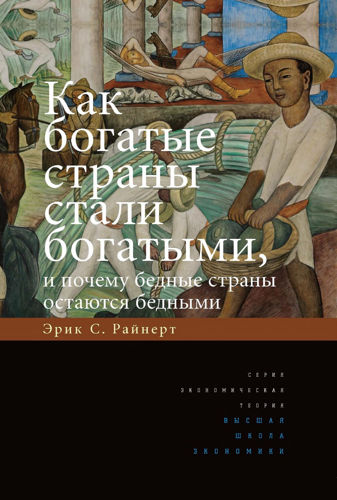 Как
богатые
страны
стали
богатыми,
и почему бедные страны
остаются бедными
Эрик С. Райнерт
СЕРИЯ
ЭКОНОМИЧЕСКАЯ
ТЕОРИЯ
ВЫСШАЯ
ШКОЛА
ЭКОНОМИКИ